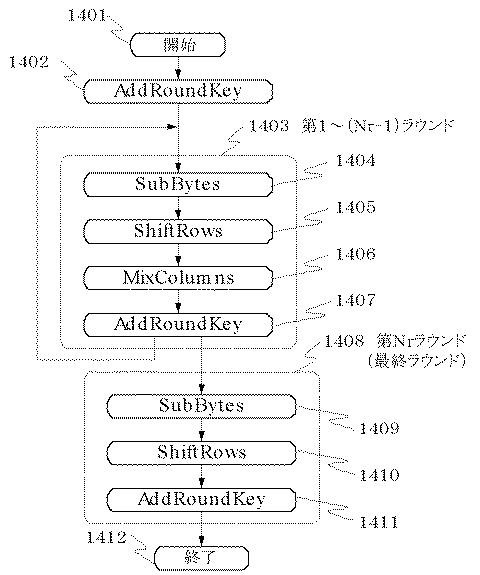 1401
開始
1402
AddRoundKey
1403 第1～(Nr-1)ラウンド
1404
SubBytes
1405
ShiftRows
1406
MixColumns
1407
AddRoundKey
1408 第Nrラウンド
(最終ラウンド)
SubBytes
1409
ShiftRows
1410
AddRoundKey
1411
1412
終了